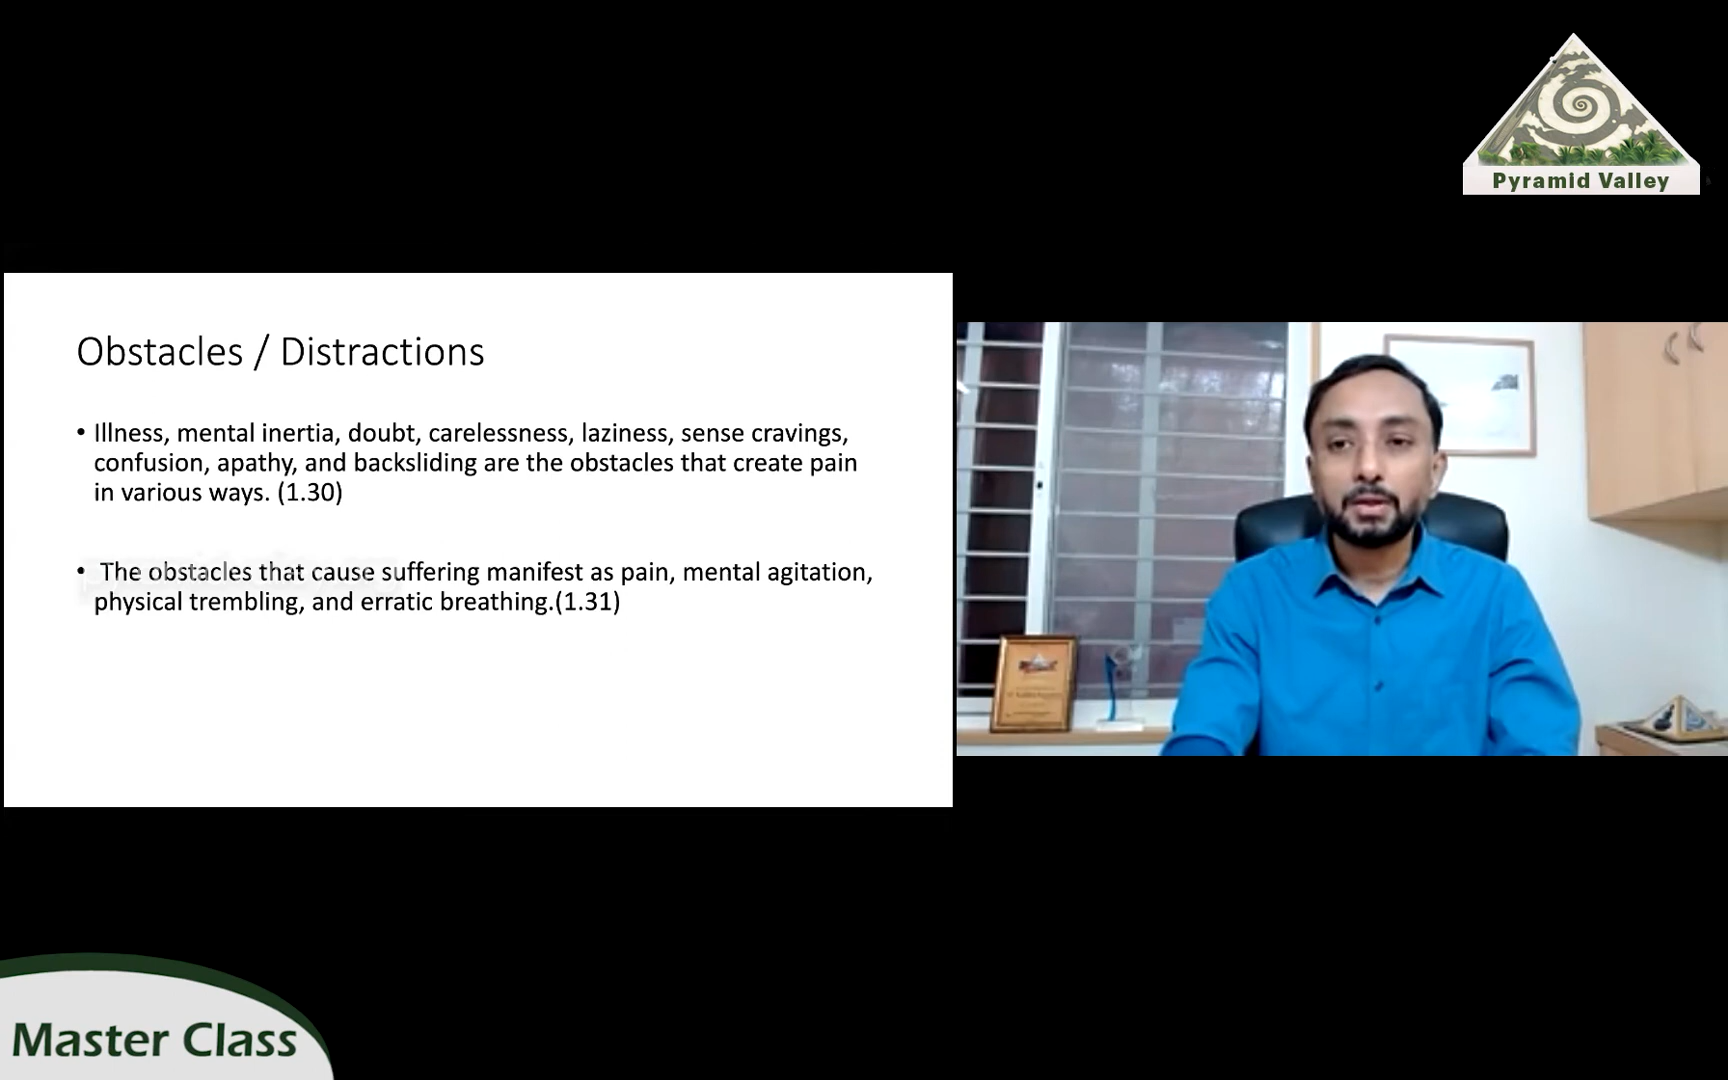 Pyramid Valley
Obstacles / Distractions
• Illness, mental inertia, doubt, carelessness, laziness, sense cravings,
confusion, apathy, and backsliding are the obstacles that create pain
in various ways. (1.30)
• The obstacles that cause suffering manifest as pain, mental agitation,
physical trembling, and erratic breathing.(1.31)
Master Class